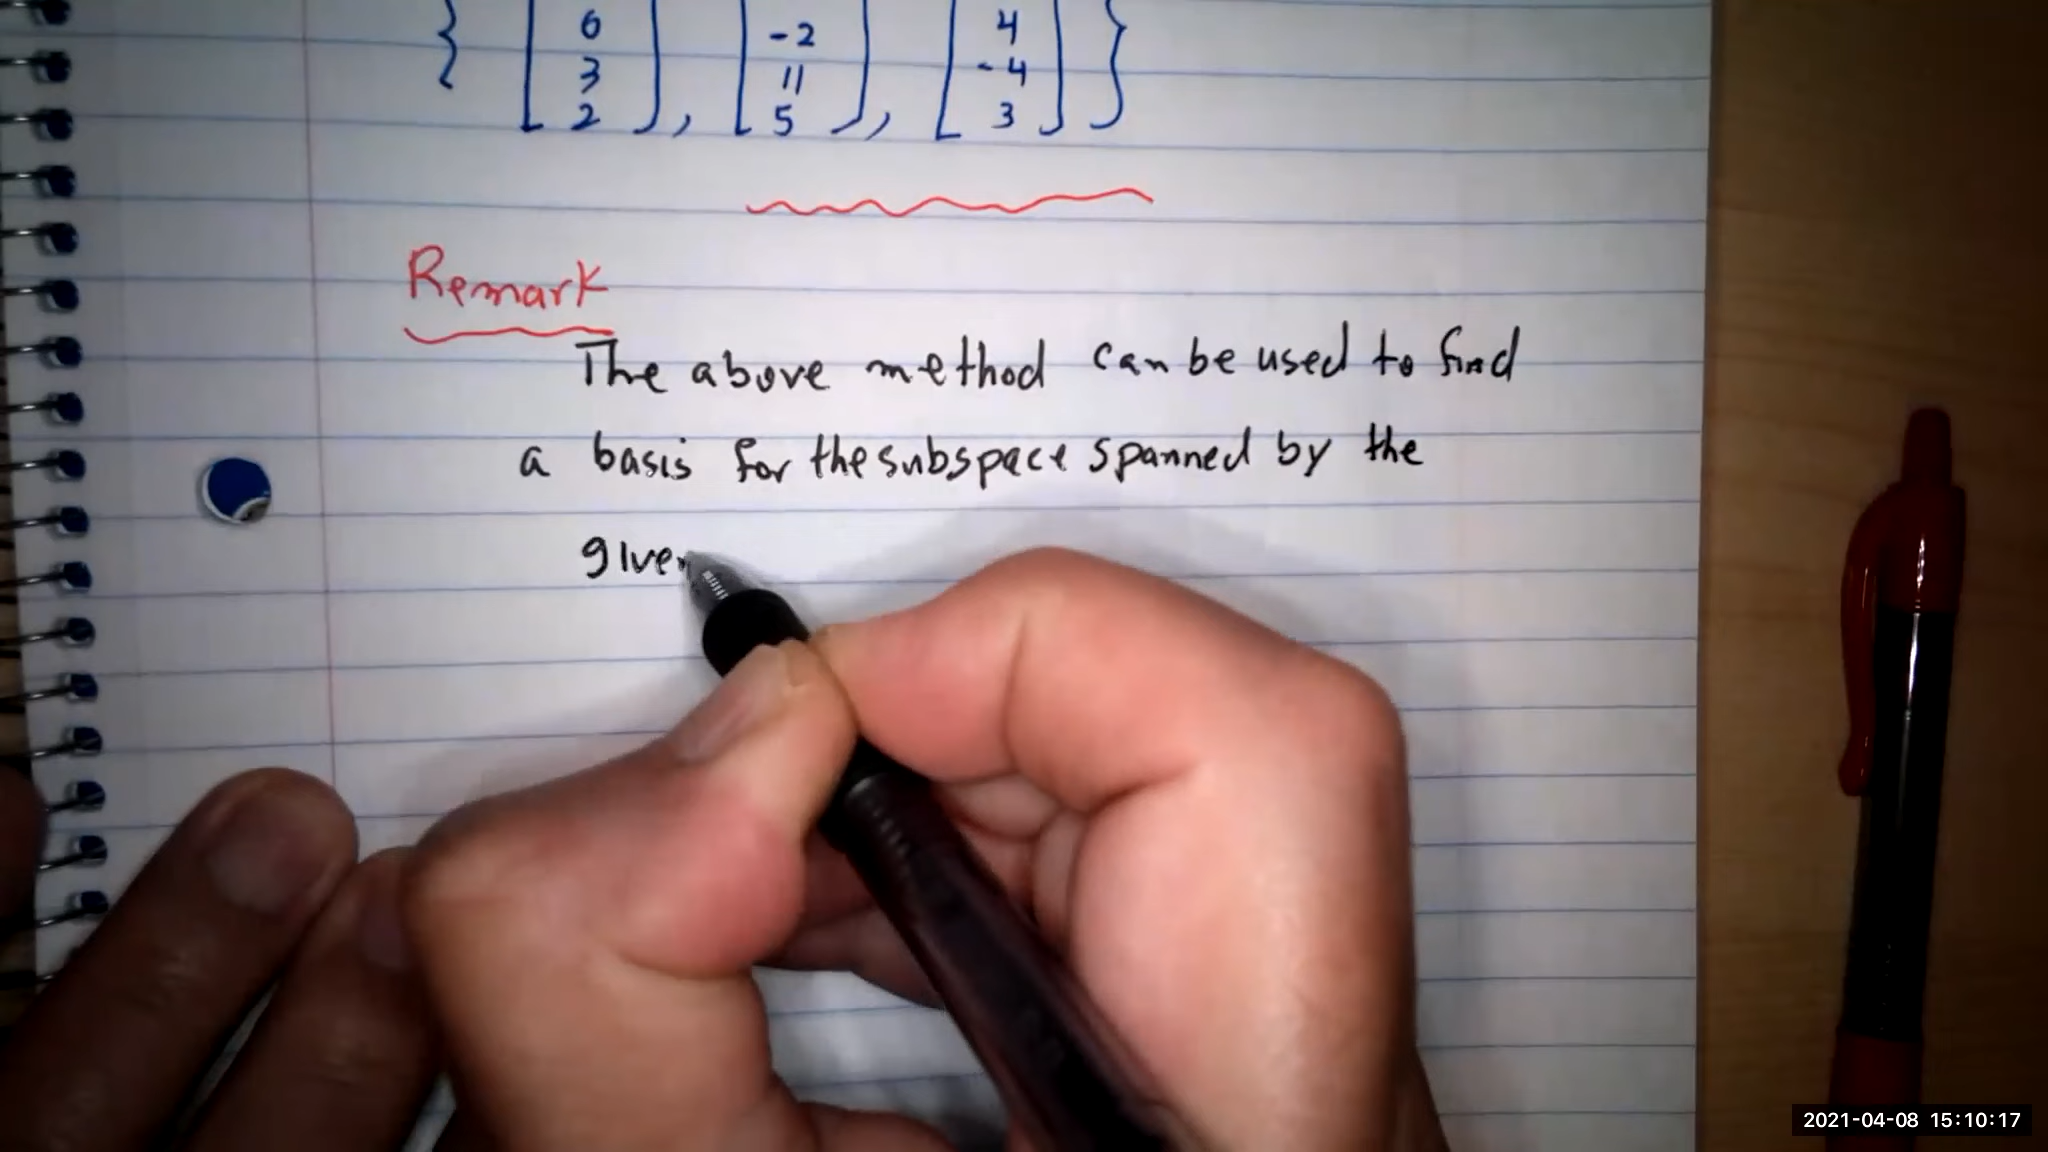 { [ 0 ], [ -2 ], [ 4 ] }
3 11 -4
2 5 3
Remark
The above method can be used to find
a basis for the subspace spanned by the
given
2021-04-08 15:10:17